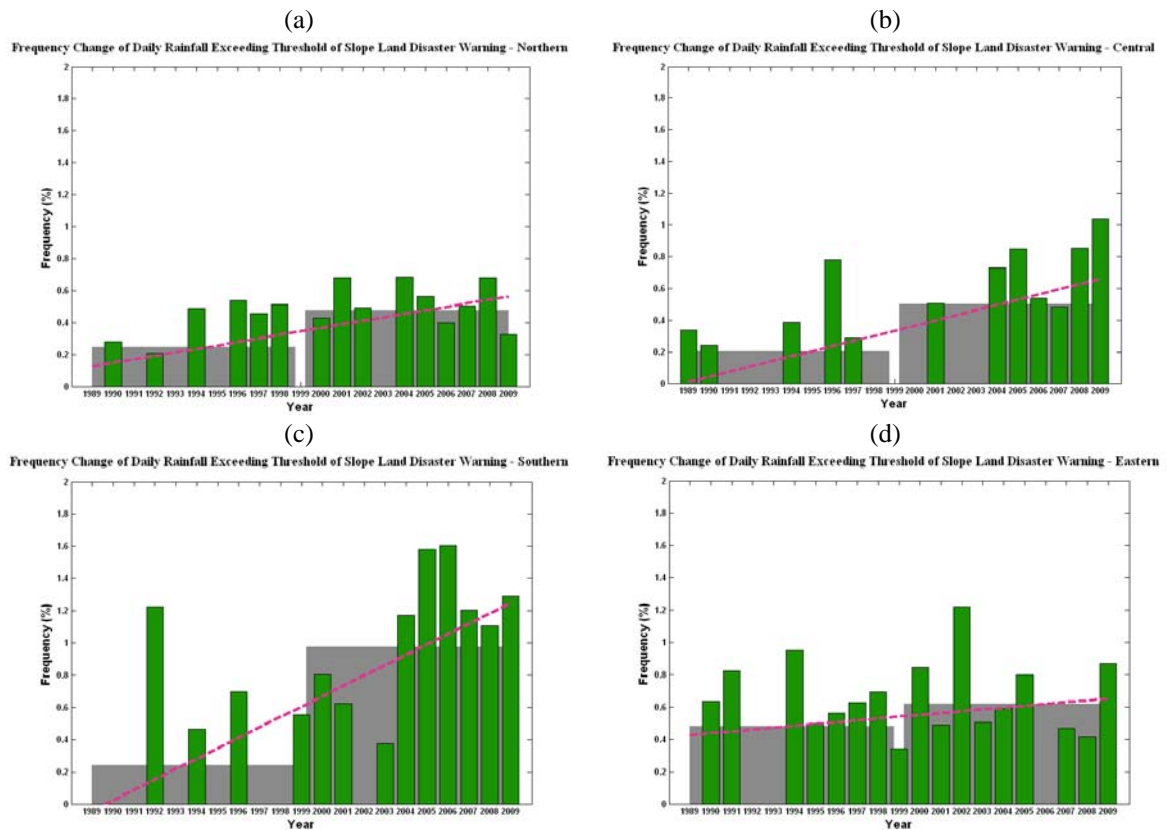 (a)
Frequency Change of Daily Rainfall Exceeding Threshold of Slope Land Disaster Warning - Northern
2
1.8
1.6
1.4
1.2
1
0.8
0.6
0.4
0.2
0
Frequency (%)
1989 1990 1991 1992 1993 1994 1995 1996 1997 1998 1999 2000 2001 2002 2003 2004 2005 2006 2007 2008 2009
Year
(b)
Frequency Change of Daily Rainfall Exceeding Threshold of Slope Land Disaster Warning - Central
2
1.8
1.6
1.4
1.2
1
0.8
0.6
0.4
0.2
0
Frequency (%)
1989 1990 1991 1992 1993 1994 1995 1996 1997 1998 1999 2000 2001 2002 2003 2004 2005 2006 2007 2008 2009
Year
(c)
Frequency Change of Daily Rainfall Exceeding Threshold of Slope Land Disaster Warning - Southern
2
1.8
1.6
1.4
1.2
1
0.8
0.6
0.4
0.2
0
Frequency (%)
1989 1990 1991 1992 1993 1994 1995 1996 1997 1998 1999 2000 2001 2002 2003 2004 2005 2006 2007 2008 2009
Year
(d)
Frequency Change of Daily Rainfall Exceeding Threshold of Slope Land Disaster Warning - Eastern
2
1.8
1.6
1.4
1.2
1
0.8
0.6
0.4
0.2
0
Frequency (%)
1989 1990 1991 1992 1993 1994 1995 1996 1997 1998 1999 2000 2001 2002 2003 2004 2005 2006 2007 2008 2009
Year